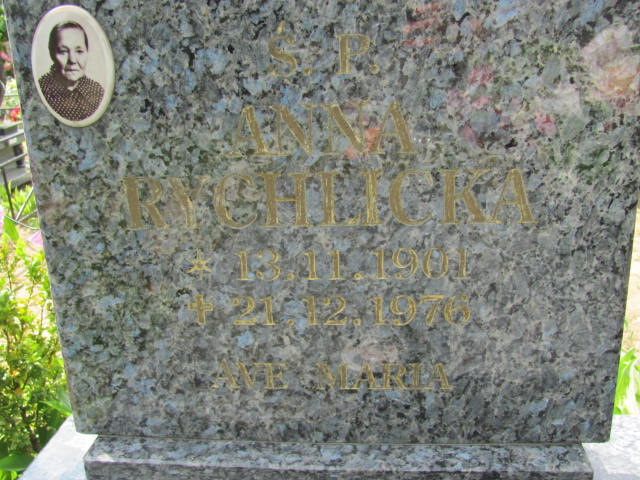 Ś. P.
ANNA
RYCHLICKA
* 13.11.1901
✝ 21.12.1976
AVE MARIA